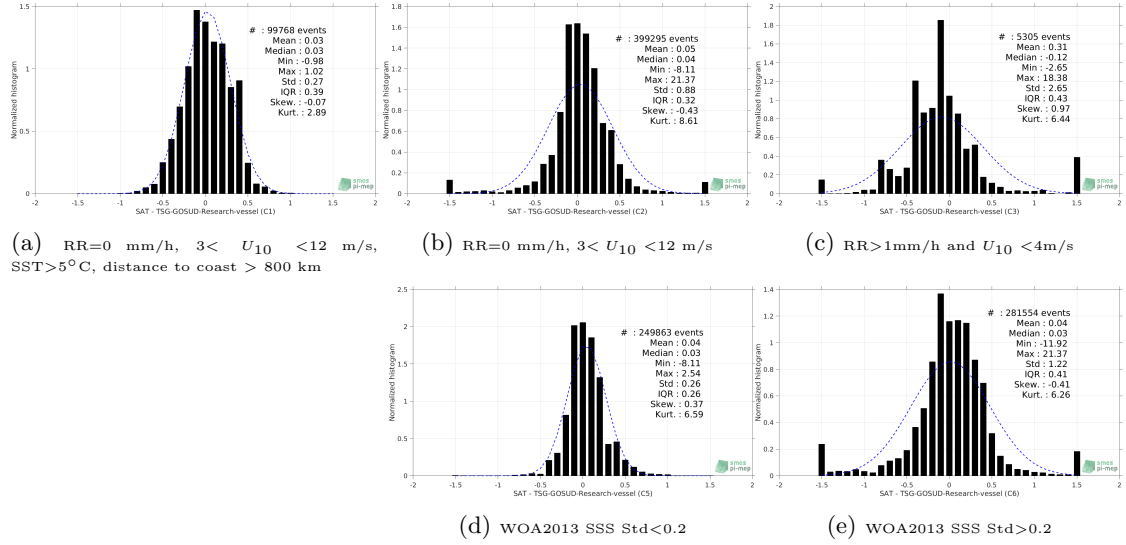 1.5
1
0.5
0
-2 -1.5 -1 -0.5 0 0.5 1 1.5 2
Normalized histogram
SAT - TSG-GOSUD-Research-vessel (C1)
# : 99768 events
Mean : 0.03
Median : 0.03
Min : -0.98
Max : 1.02
Std : 0.27
IQR : 0.39
Skew. : -0.07
Kurt. : 2.89
smos
pi-mep
1.8
1.6
1.4
1.2
1
0.8
0.6
0.4
0.2
0
-2 -1.5 -1 -0.5 0 0.5 1 1.5 2
Normalized histogram
SAT - TSG-GOSUD-Research-vessel (C2)
# : 399295 events
Mean : 0.05
Median : 0.04
Min : -8.11
Max : 21.37
Std : 0.88
IQR : 0.32
Skew. : -0.43
Kurt. : 8.61
smos
pi-mep
2
1.8
1.6
1.4
1.2
1
0.8
0.6
0.4
0.2
0
-2 -1.5 -1 -0.5 0 0.5 1 1.5 2
Normalized histogram
SAT - TSG-GOSUD-Research-vessel (C3)
# : 5305 events
Mean : 0.31
Median : -0.12
Min : -2.65
Max : 18.38
Std : 2.65
IQR : 0.43
Skew. : 0.97
Kurt. : 6.44
smos
pi-mep
(a) RR=0 mm/h, 3< U10 <12 m/s,
SST>5°C, distance to coast > 800 km
(b) RR=0 mm/h, 3< U10 <12 m/s
(c) RR>1mm/h and U10 <4m/s
2.5
2
1.5
1
0.5
0
-2 -1.5 -1 -0.5 0 0.5 1 1.5 2
Normalized histogram
SAT - TSG-GOSUD-Research-vessel (C5)
# : 249863 events
Mean : 0.04
Median : 0.03
Min : -8.11
Max : 2.54
Std : 0.26
IQR : 0.26
Skew. : 0.37
Kurt. : 6.59
smos
pi-mep
1.4
1.2
1
0.8
0.6
0.4
0.2
0
-2 -1.5 -1 -0.5 0 0.5 1 1.5 2
Normalized histogram
SAT - TSG-GOSUD-Research-vessel (C6)
# : 281554 events
Mean : 0.04
Median : 0.03
Min : -11.92
Max : 21.37
Std : 1.22
IQR : 0.41
Skew. : -0.41
Kurt. : 6.26
smos
pi-mep
(d) WOA2013 SSS Std<0.2
(e) WOA2013 SSS Std>0.2